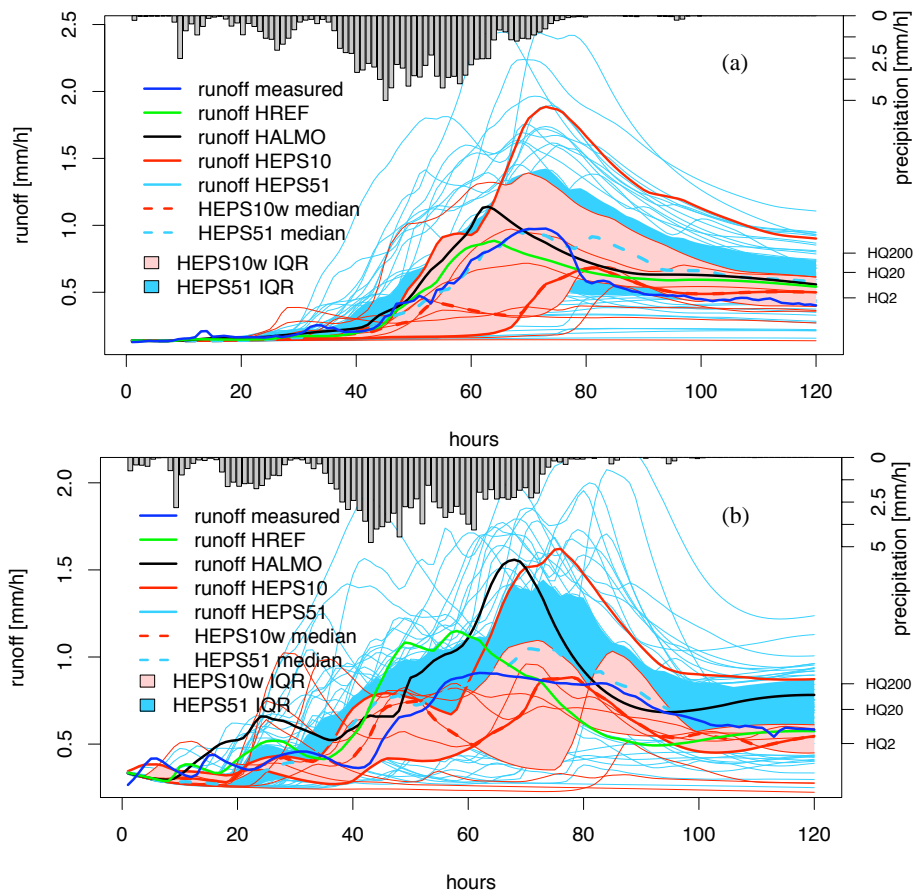 2.5
2.0
1.5
1.0
0.5
runoff [mm/h]
0
2.5
5
precipitation [mm/h]
(a)
runoff measured
runoff HREF
runoff HALMO
runoff HEPS10
runoff HEPS51
HEPS10w median
HEPS51 median
HEPS10w IQR
HEPS51 IQR
HQ200
HQ20
HQ2
0 20 40 60 80 100 120
hours
2.0
1.5
1.0
0.5
runoff [mm/h]
0
2.5
5
precipitation [mm/h]
(b)
runoff measured
runoff HREF
runoff HALMO
runoff HEPS10
runoff HEPS51
HEPS10w median
HEPS51 median
HEPS10w IQR
HEPS51 IQR
HQ200
HQ20
HQ2
0 20 40 60 80 100 120
hours